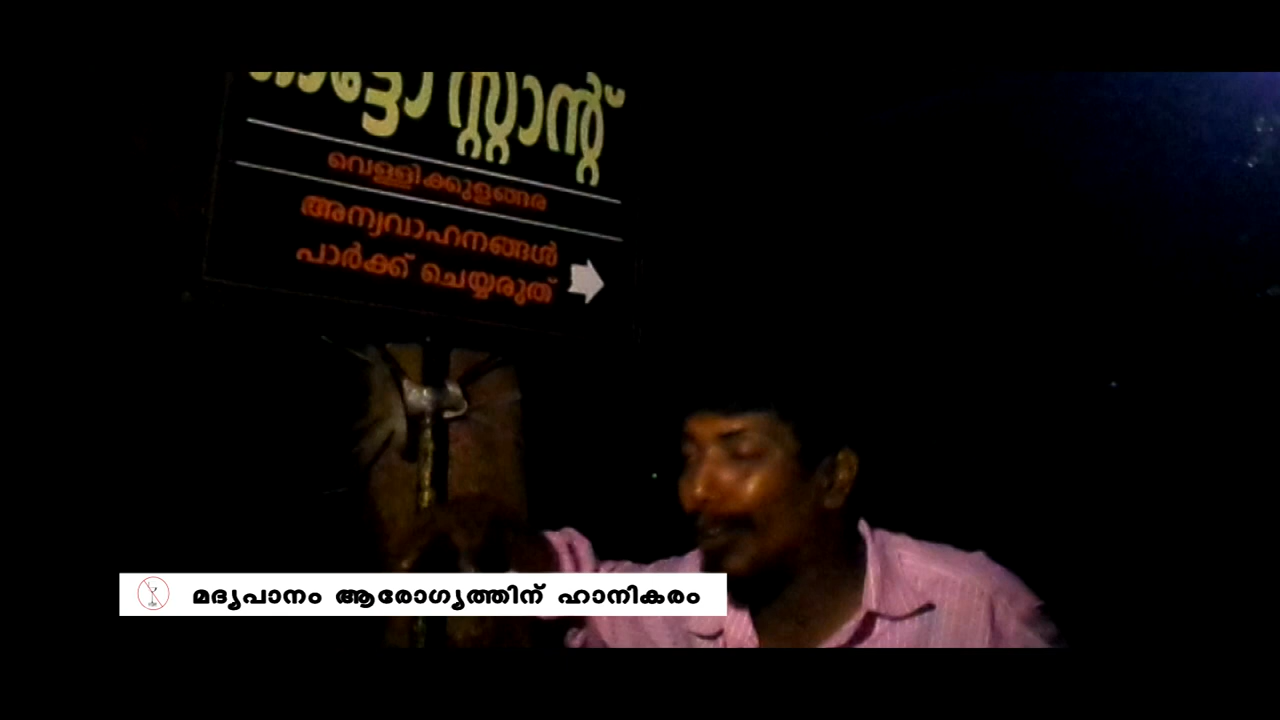 ഓട്ടോ സ്റ്റാന്റ്
വെള്ളിക്കുളങ്ങര
അന്യവാഹനങ്ങൾ
പാർക്ക് ചെയ്യരുത്
മദ്യപാനം ആരോഗ്യത്തിന് ഹാനികരം